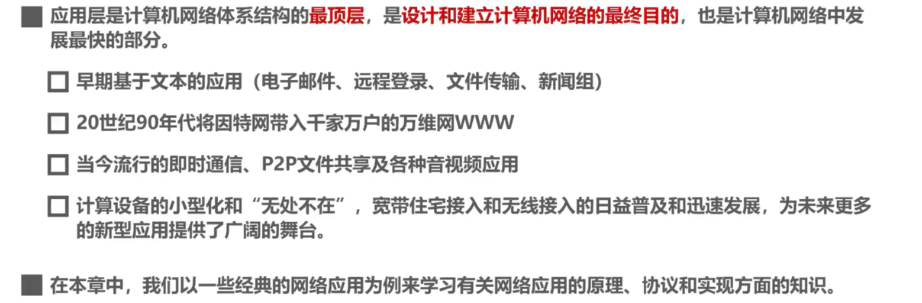 应用层是计算机网络体系结构的最顶层，是设计和建立计算机网络的最终目的，也是计算机网络中发
展最快的部分。
早期基于文本的应用（电子邮件、远程登录、文件传输、新闻组）
20世纪90年代将因特网带入千家万户的万维网WWW
当今流行的即时通信、P2P文件共享及各种音视频应用
计算设备的小型化和“无处不在”，宽带住宅接入和无线接入的日益普及和迅速发展，为未来更多
的新型应用提供了广阔的舞台。
在本章中，我们以一些经典的网络应用为例来学习有关网络应用的原理、协议和实现方面的知识。